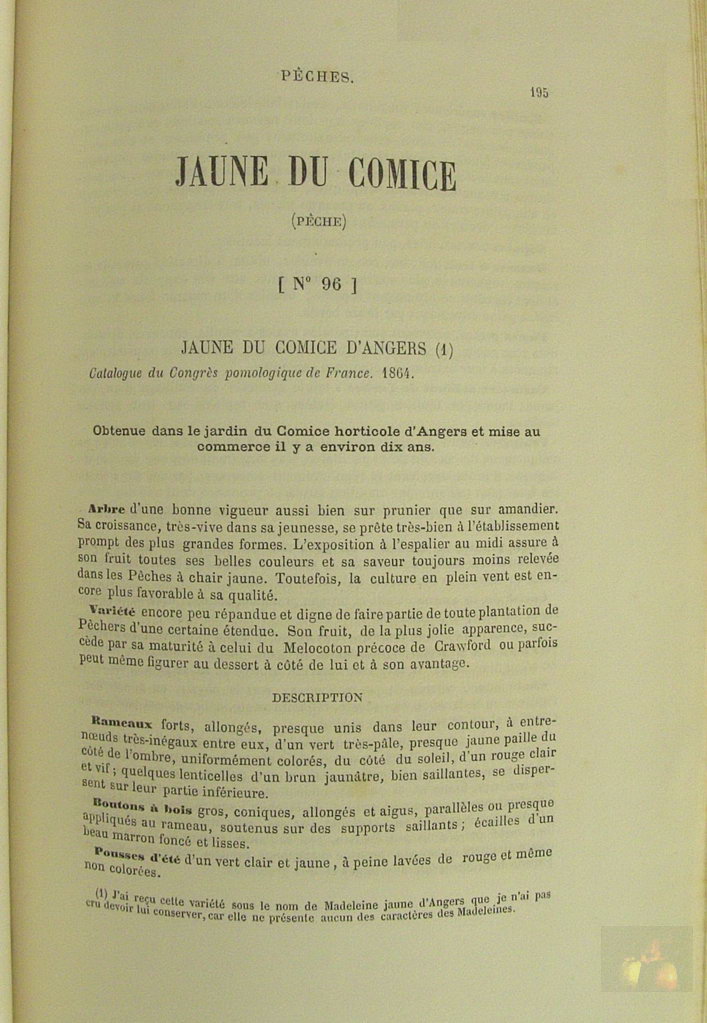 PÊCHES.
195
JAUNE DU COMICE
(PÊCHE)
[ N° 96 ]
JAUNE DU COMICE D'ANGERS (1)
Catalogue du Congrès pomologique de France. 1864.
Obtenue dans le jardin du Comice horticole d'Angers et mise au
commerce il y a environ dix ans.
Arbre d'une bonne vigueur aussi bien sur prunier que sur amandier.
Sa croissance, très-vive dans sa jeunesse, se prête très-bien à l'établissement
prompt des plus grandes formes. L'exposition à l'espalier au midi assure à
son fruit toutes ses belles couleurs et sa saveur toujours moins relevée
dans les Pêches à chair jaune. Toutefois, la culture en plein vent est en-
core plus favorable à sa qualité.
Variété encore peu répandue et digne de faire partie de toute plantation de
Pêchers d'une certaine étendue. Son fruit, de la plus jolie apparence, suc-
cède par sa maturité à celui du Melocoton précoce de Crawford ou parfois
peut même figurer au dessert à côté de lui et à son avantage.
DESCRIPTION
Rameaux forts, allongés, presque unis dans leur contour, à entre-
nœuds très-inégaux entre eux, d'un vert très-pâle, presque jaune paille du
côté de l'ombre, uniformément colorés, du côté du soleil, d'un rouge clair
et vif ; quelques lenticelles d'un brun jaunâtre, bien saillantes, se disper-
sent sur leur partie inférieure.
Boutons à bois gros, coniques, allongés et aigus, parallèles ou presque
appliqués au rameau, soutenus sur des supports saillants ; écailles d'un
beau marron foncé et lisses.
Pousses d'été d'un vert clair et jaune, à peine lavées de rouge et même
non colorées.
(1) J'ai reçu cette variété sous le nom de Madeleine jaune d'Angers que je n'ai pas
cru devoir lui conserver, car elle ne présente aucun des caractères des Madeleines.